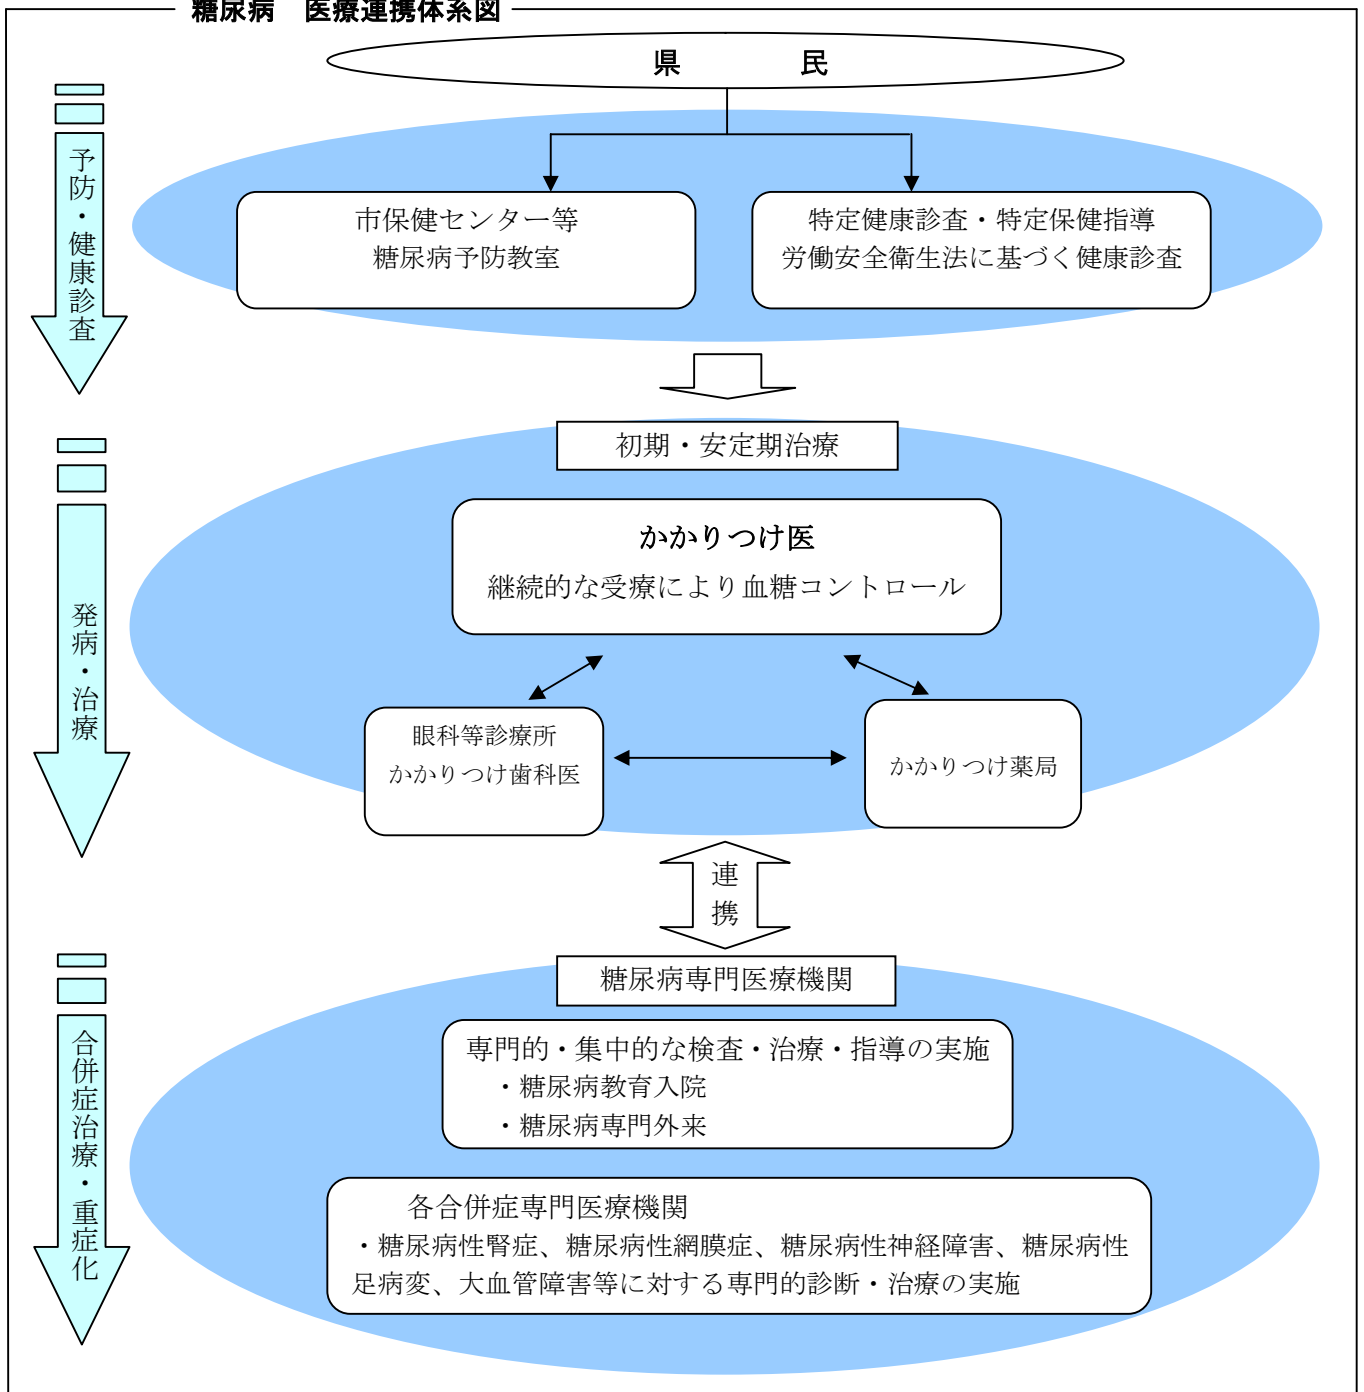 糖尿病　医療連携体系図
県　　　民
予防・健康診査
市保健センター等
糖尿病予防教室
特定健康診査・特定保健指導
労働安全衛生法に基づく健康診査
発病・治療
初期・安定期治療
かかりつけ医
継続的な受療により血糖コントロール
眼科等診療所
かかりつけ歯科医
かかりつけ薬局
連携
合併症治療・重症化
糖尿病専門医療機関
専門的・集中的な検査・治療・指導の実施
・糖尿病教育入院
・糖尿病専門外来
各合併症専門医療機関
・糖尿病性腎症、糖尿病性網膜症、糖尿病性神経障害、糖尿病性
足病変、大血管障害等に対する専門的診断・治療の実施